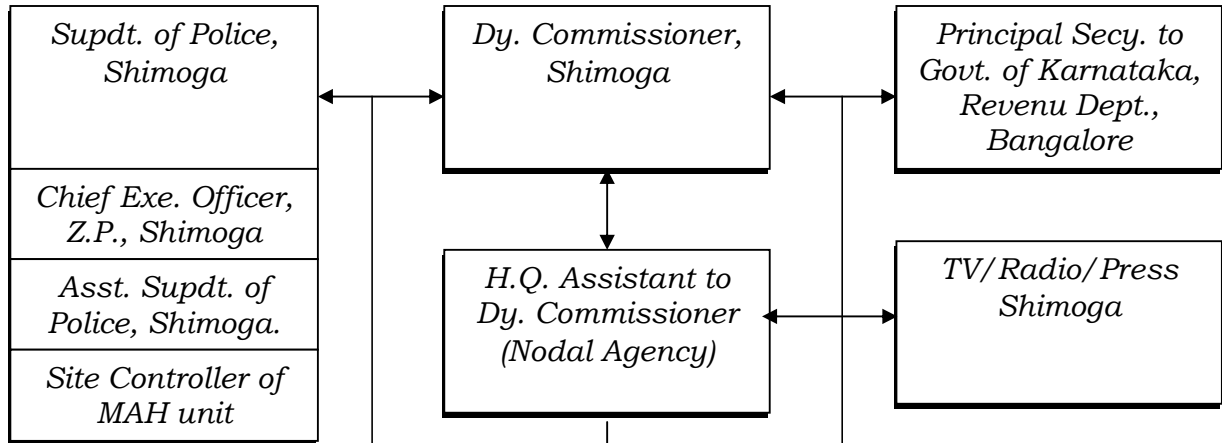 Supdt. of Police,
Shimoga
Chief Exe. Officer,
Z.P., Shimoga
Asst. Supdt. of
Police, Shimoga.
Site Controller of
MAH unit
Dy. Commissioner,
Shimoga
H.Q. Assistant to
Dy. Commissioner
(Nodal Agency)
Principal Secy. to
Govt. of Karnataka,
Revenu Dept.,
Bangalore
TV/Radio/Press
Shimoga